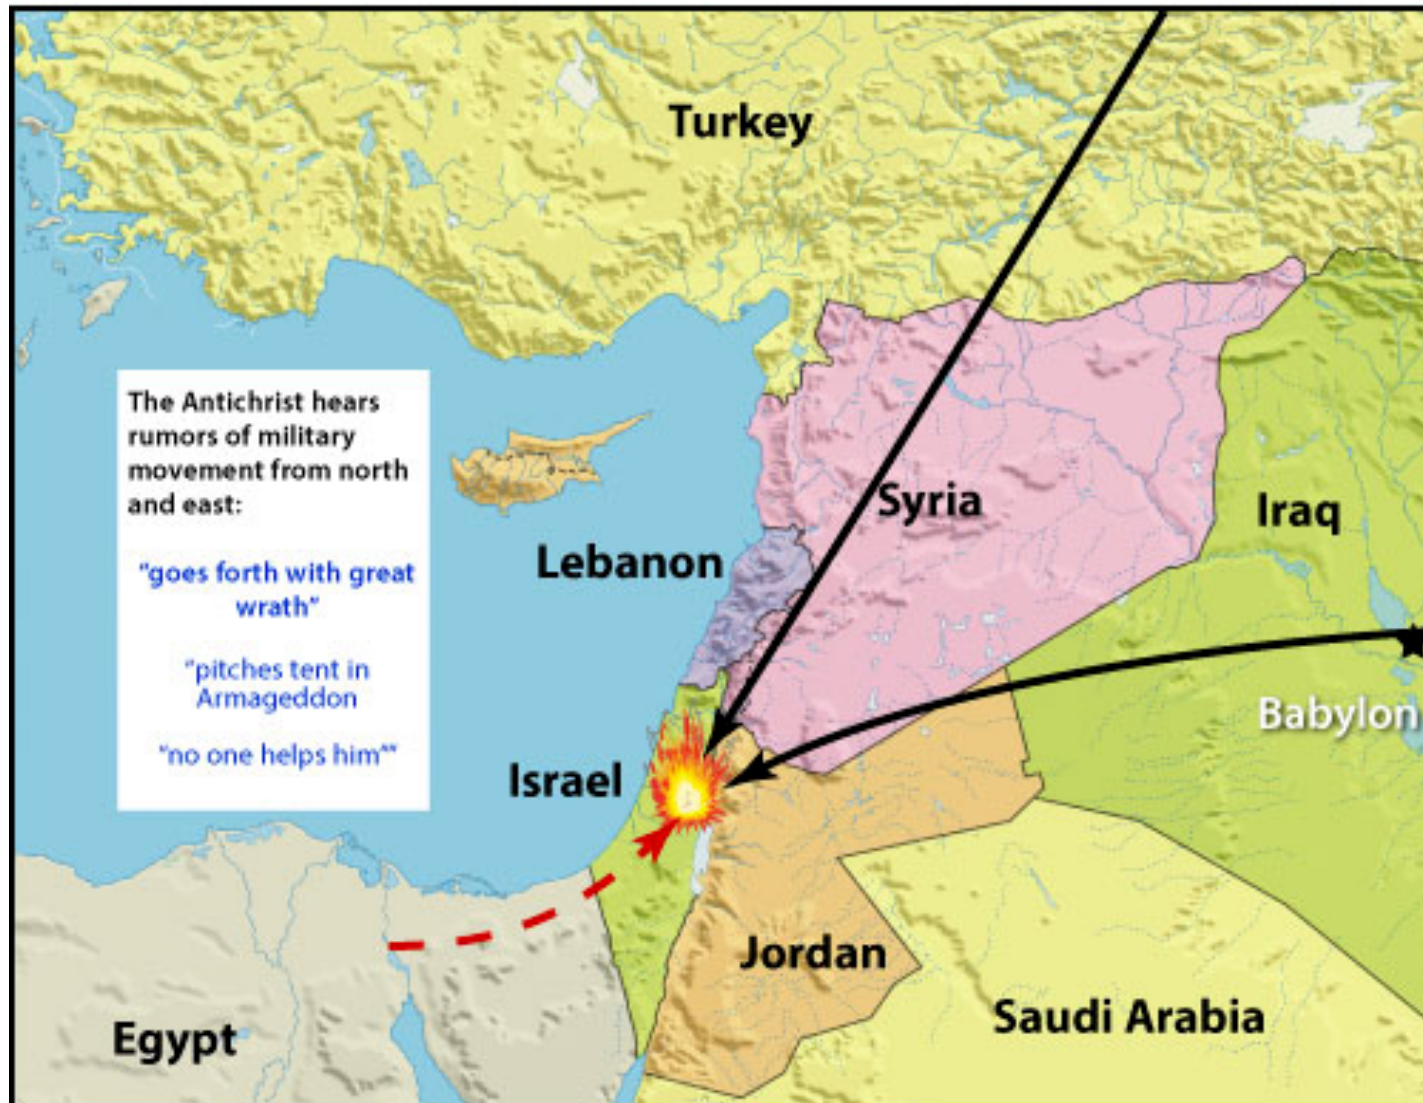 Turkey
The Antichrist hears
rumors of military
movement from north
and east:
"goes forth with great
wrath"
"pitches tent in
Armageddon
"no one helps him""
Syria
Iraq
Lebanon
Babylon
Israel
Jordan
Saudi Arabia
Egypt